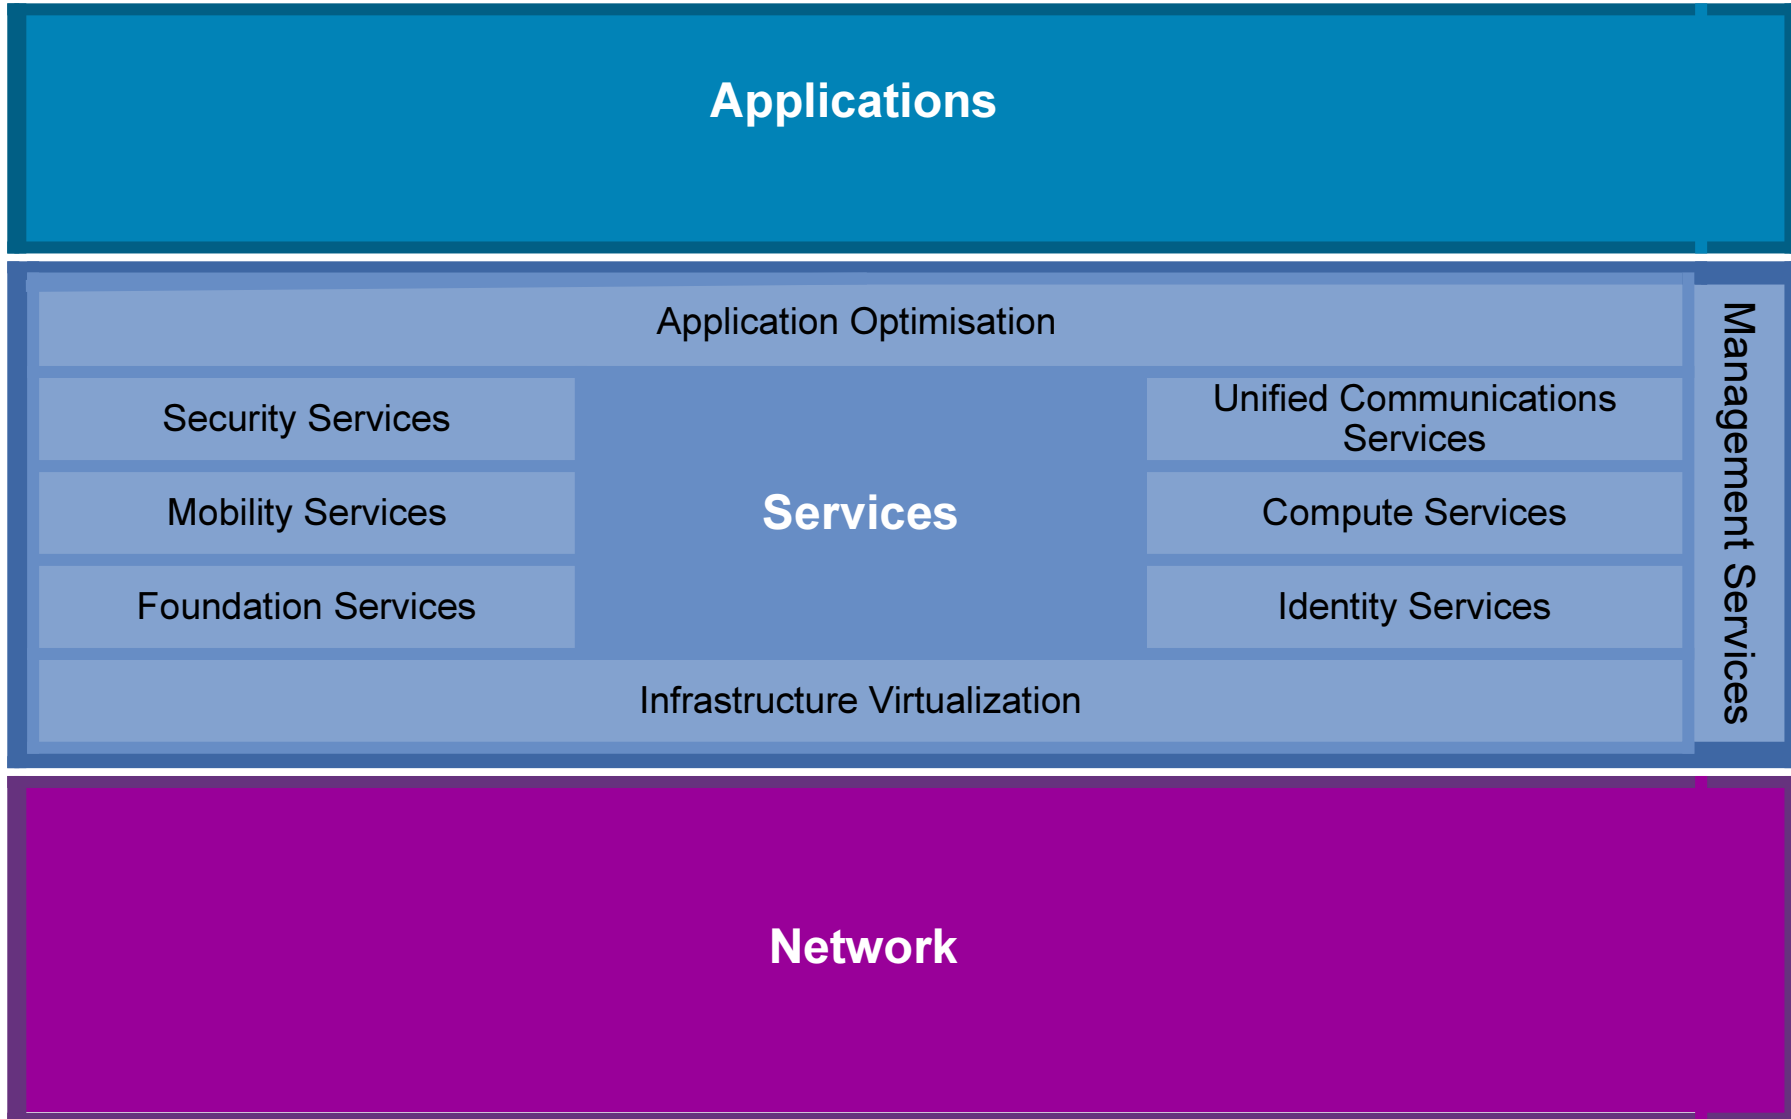 Applications
Application Optimisation
Security Services
Unified Communications
Services
Mobility Services
Services
Compute Services
Foundation Services
Identity Services
Infrastructure Virtualization
Management Services
Network